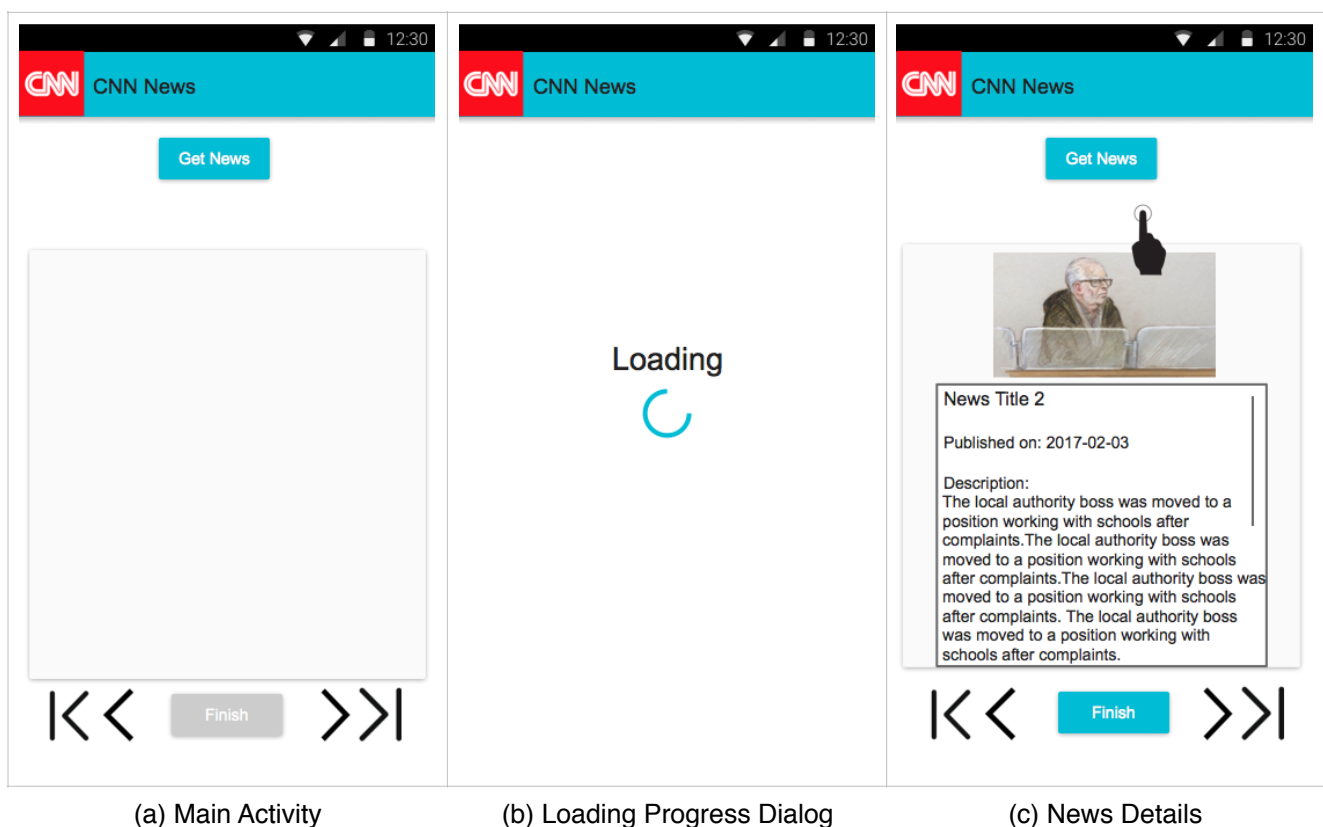 12:30
CNN CNN News
Get News
Finish
(a) Main Activity
12:30
CNN CNN News
Loading
(b) Loading Progress Dialog
12:30
CNN CNN News
Get News
News Title 2
Published on: 2017-02-03
Description:
The local authority boss was moved to a
position working with schools after
complaints.The local authority boss was
moved to a position working with schools
after complaints.The local authority boss was
moved to a position working with schools
after complaints. The local authority boss
was moved to a position working with
schools after complaints.
Finish
(c) News Details